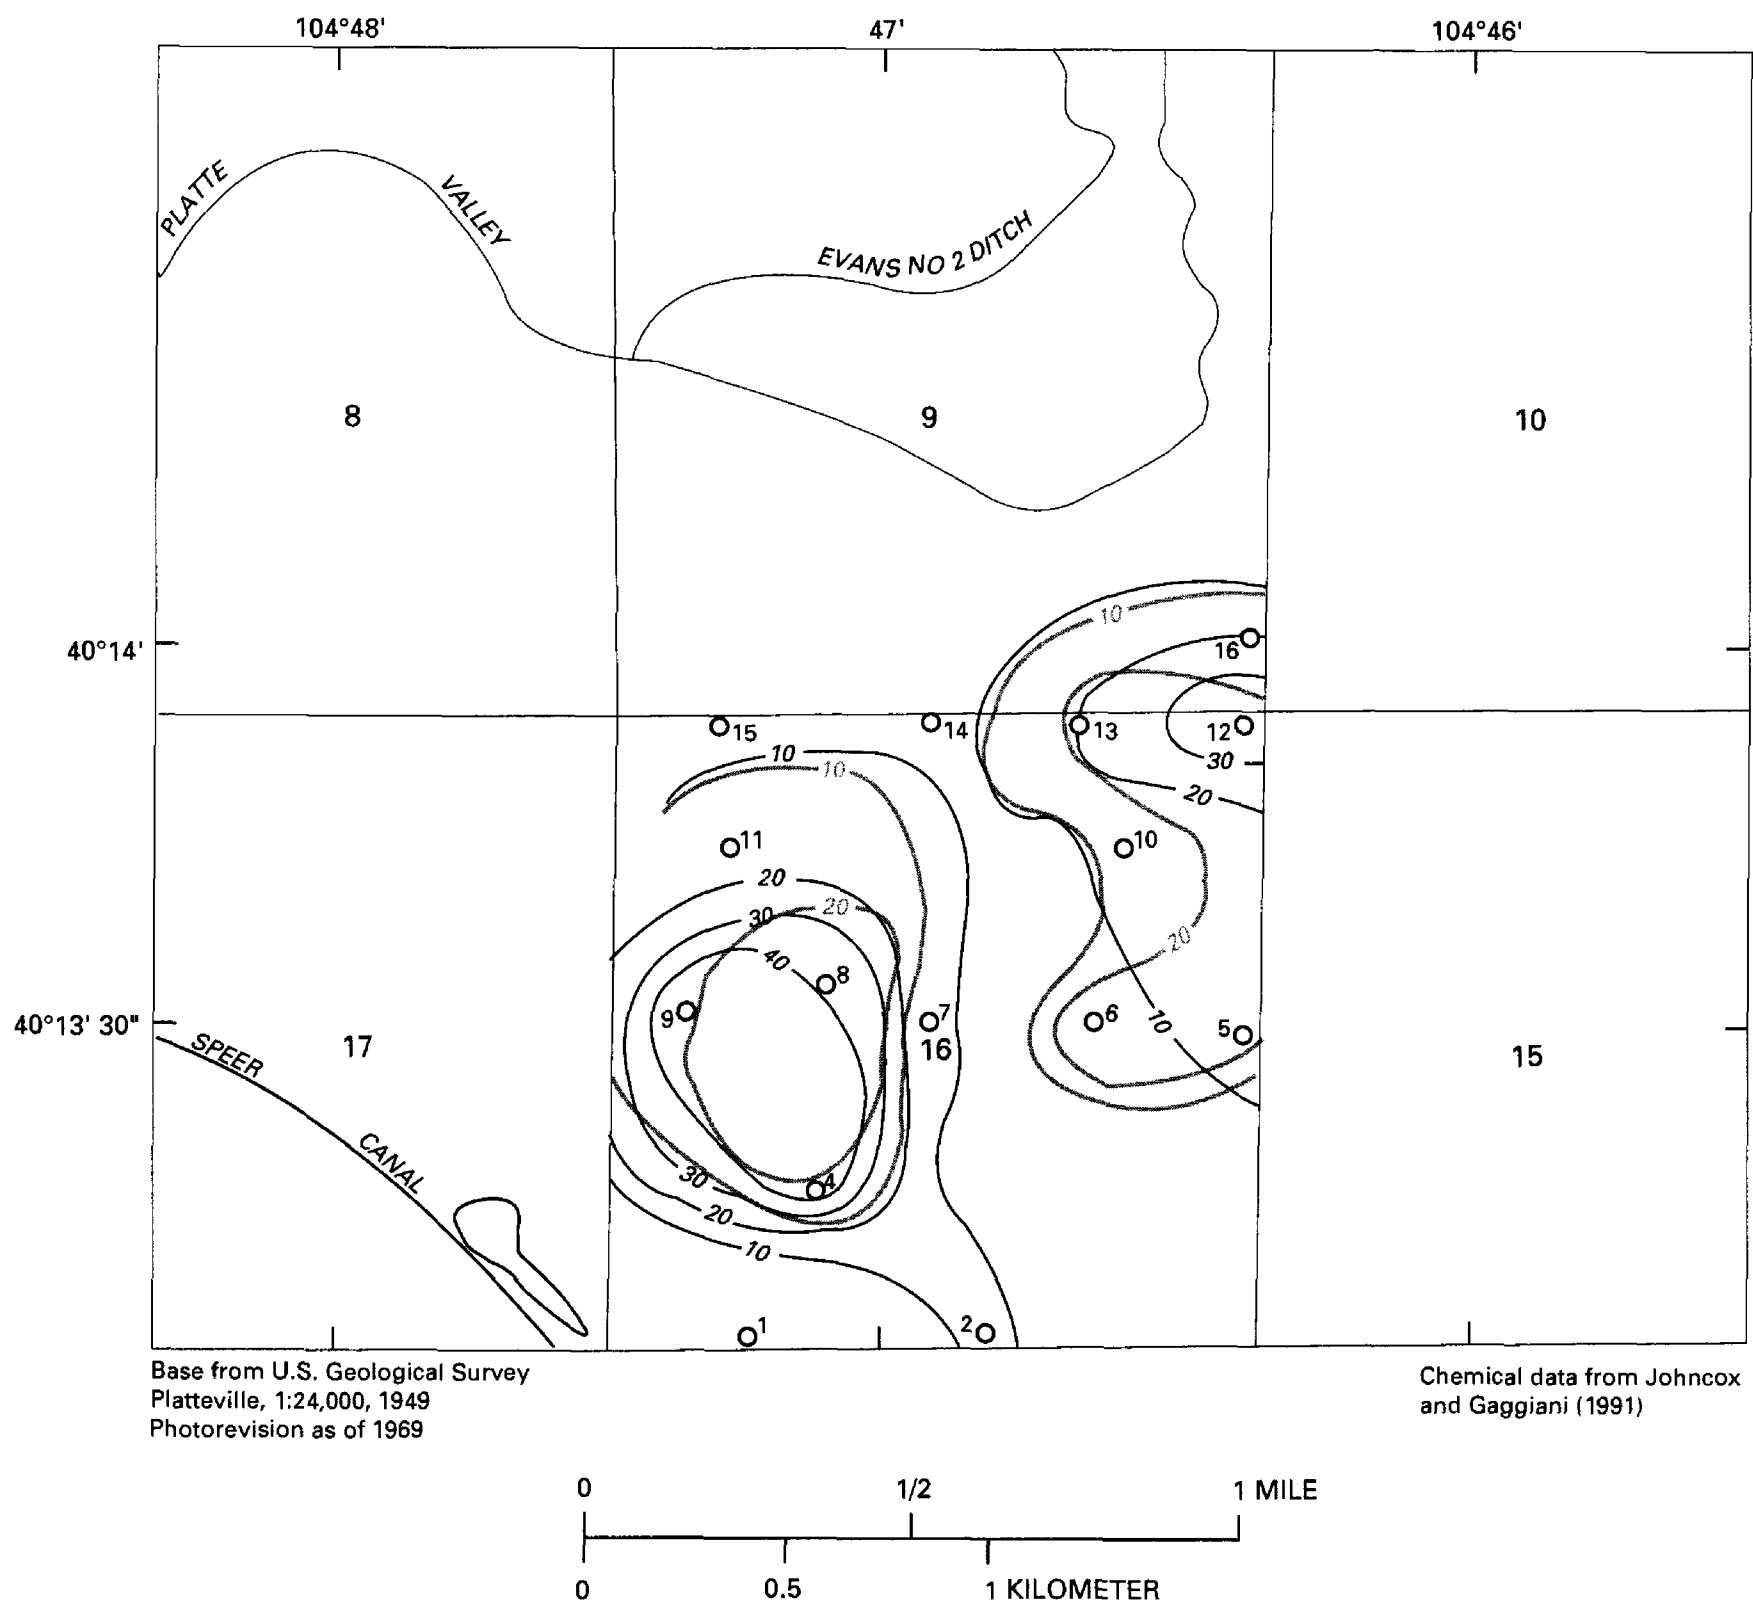 104°48' 47' 104°46'
PLATTE VALLEY
EVANS NO 2 DITCH
8 9 10
10
40°14'
16
15 14 13 12
30
10
10
20
11 10
20
30 20
20
40
8
9
7 6 5
10
40°13' 30"
17 16 15
SPEER CANAL
30
4
20
10
1 2
Base from U.S. Geological Survey
Platteville, 1:24,000, 1949
Photorevision as of 1969
Chemical data from Johncox
and Gaggiani (1991)
0 1/2 1 MILE
0 0.5 1 KILOMETER